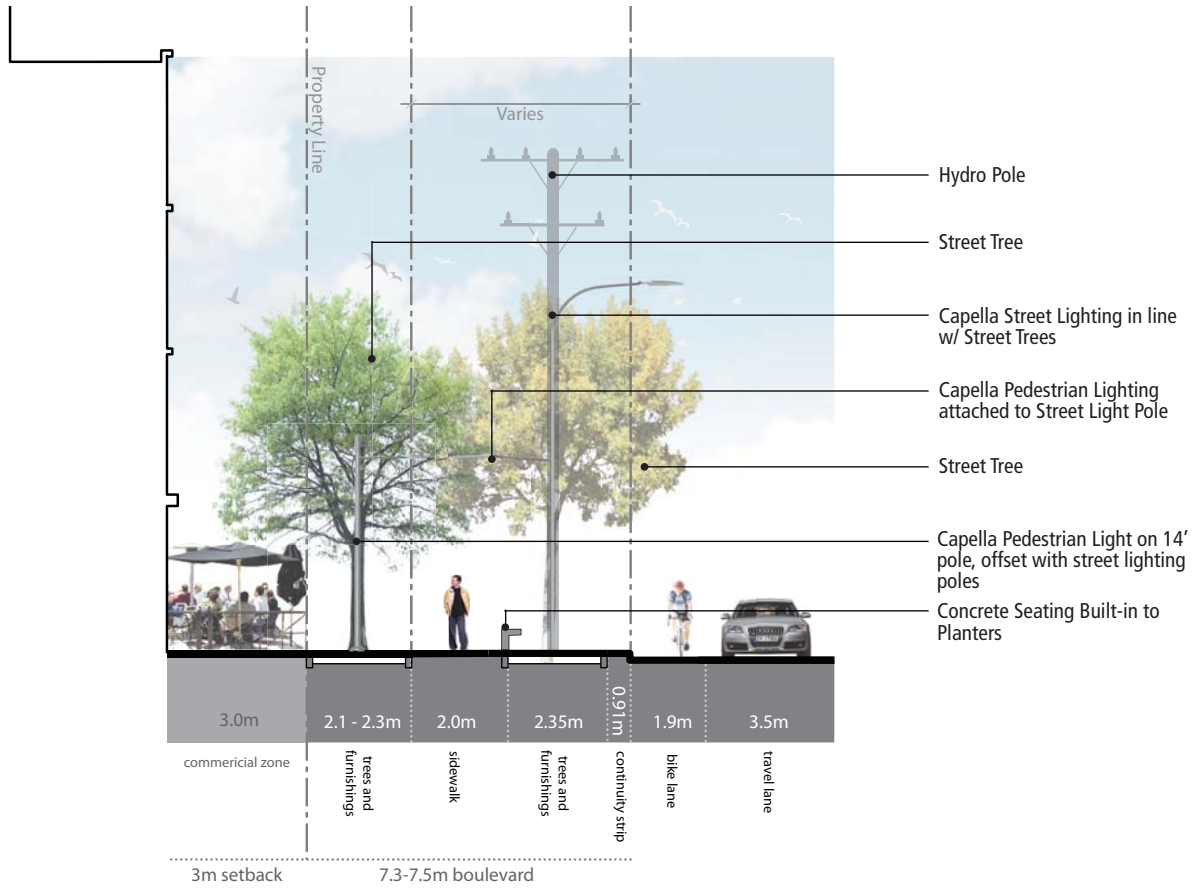 Property Line
Varies
Hydro Pole
Street Tree
Capella Street Lighting in line
w/ Street Trees
Capella Pedestrian Lighting
attached to Street Light Pole
Street Tree
Capella Pedestrian Light on 14'
pole, offset with street lighting
poles
Concrete Seating Built-in to
Planters
3.0m
2.1 - 2.3m
2.0m
2.35m
0.91m
1.9m
3.5m
commericial zone
trees and
furnishings
sidewalk
trees and
furnishings
continuity strip
bike lane
travel lane
3m setback
7.3-7.5m boulevard